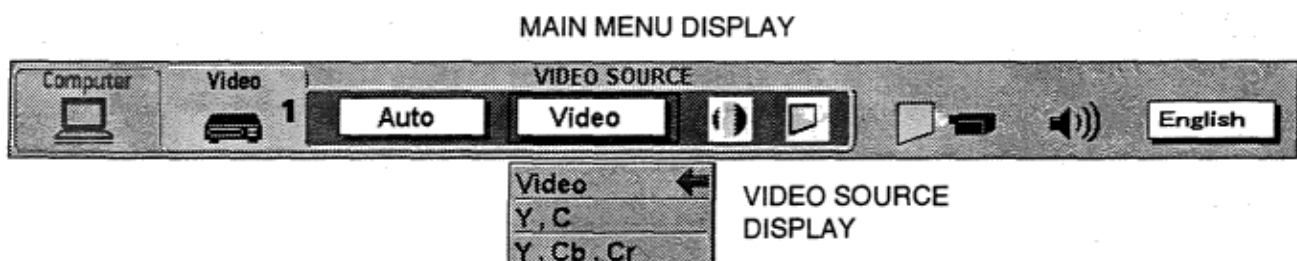 MAIN MENU DISPLAY
Computer Video VIDEO SOURCE
1 Auto Video English
Video
Y , C
Y , Cb , Cr
VIDEO SOURCE
DISPLAY